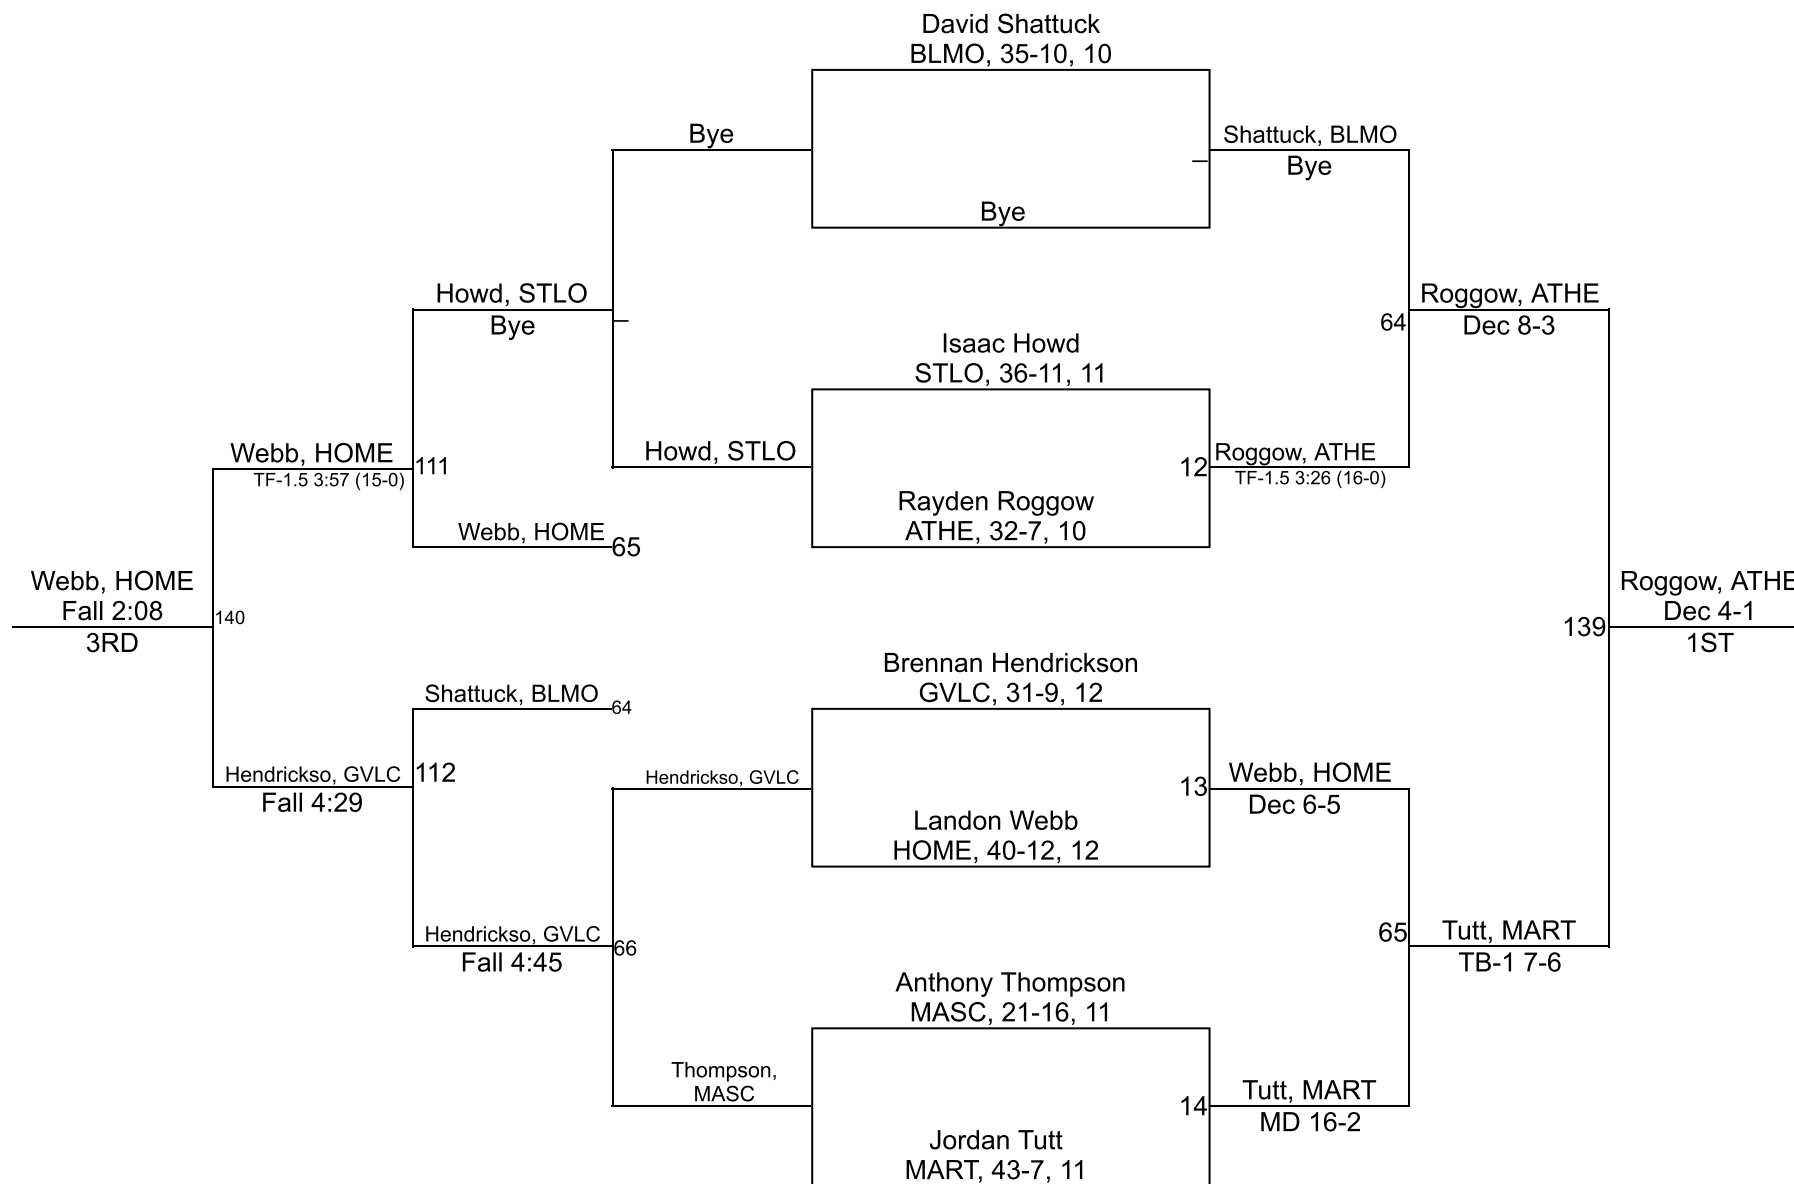 David Shattuck
BLMO, 35-10, 10
Bye
Shattuck, BLMO
Bye
Bye
Howd, STLO
Bye
Roggow, ATHE
64
Dec 8-3
Isaac Howd
STLO, 36-11, 11
Webb, HOME
111
TF-1.5 3:57 (15-0)
Howd, STLO
12
Roggow, ATHE
TF-1.5 3:26 (16-0)
Rayden Roggow
ATHE, 32-7, 10
Webb, HOME
65
Webb, HOME
Fall 2:08
140
3RD
Roggow, ATHE
Dec 4-1
139
1ST
Brennan Hendrickson
GVLC, 31-9, 12
Shattuck, BLMO
64
Hendrickso, GVLC
112
Fall 4:29
Hendrickso, GVLC
13
Webb, HOME
Dec 6-5
Landon Webb
HOME, 40-12, 12
Hendrickso, GVLC
66
Fall 4:45
65
Tutt, MART
TB-1 7-6
Anthony Thompson
MASC, 21-16, 11
Thompson,
MASC
14
Tutt, MART
MD 16-2
Jordan Tutt
MART, 43-7, 11